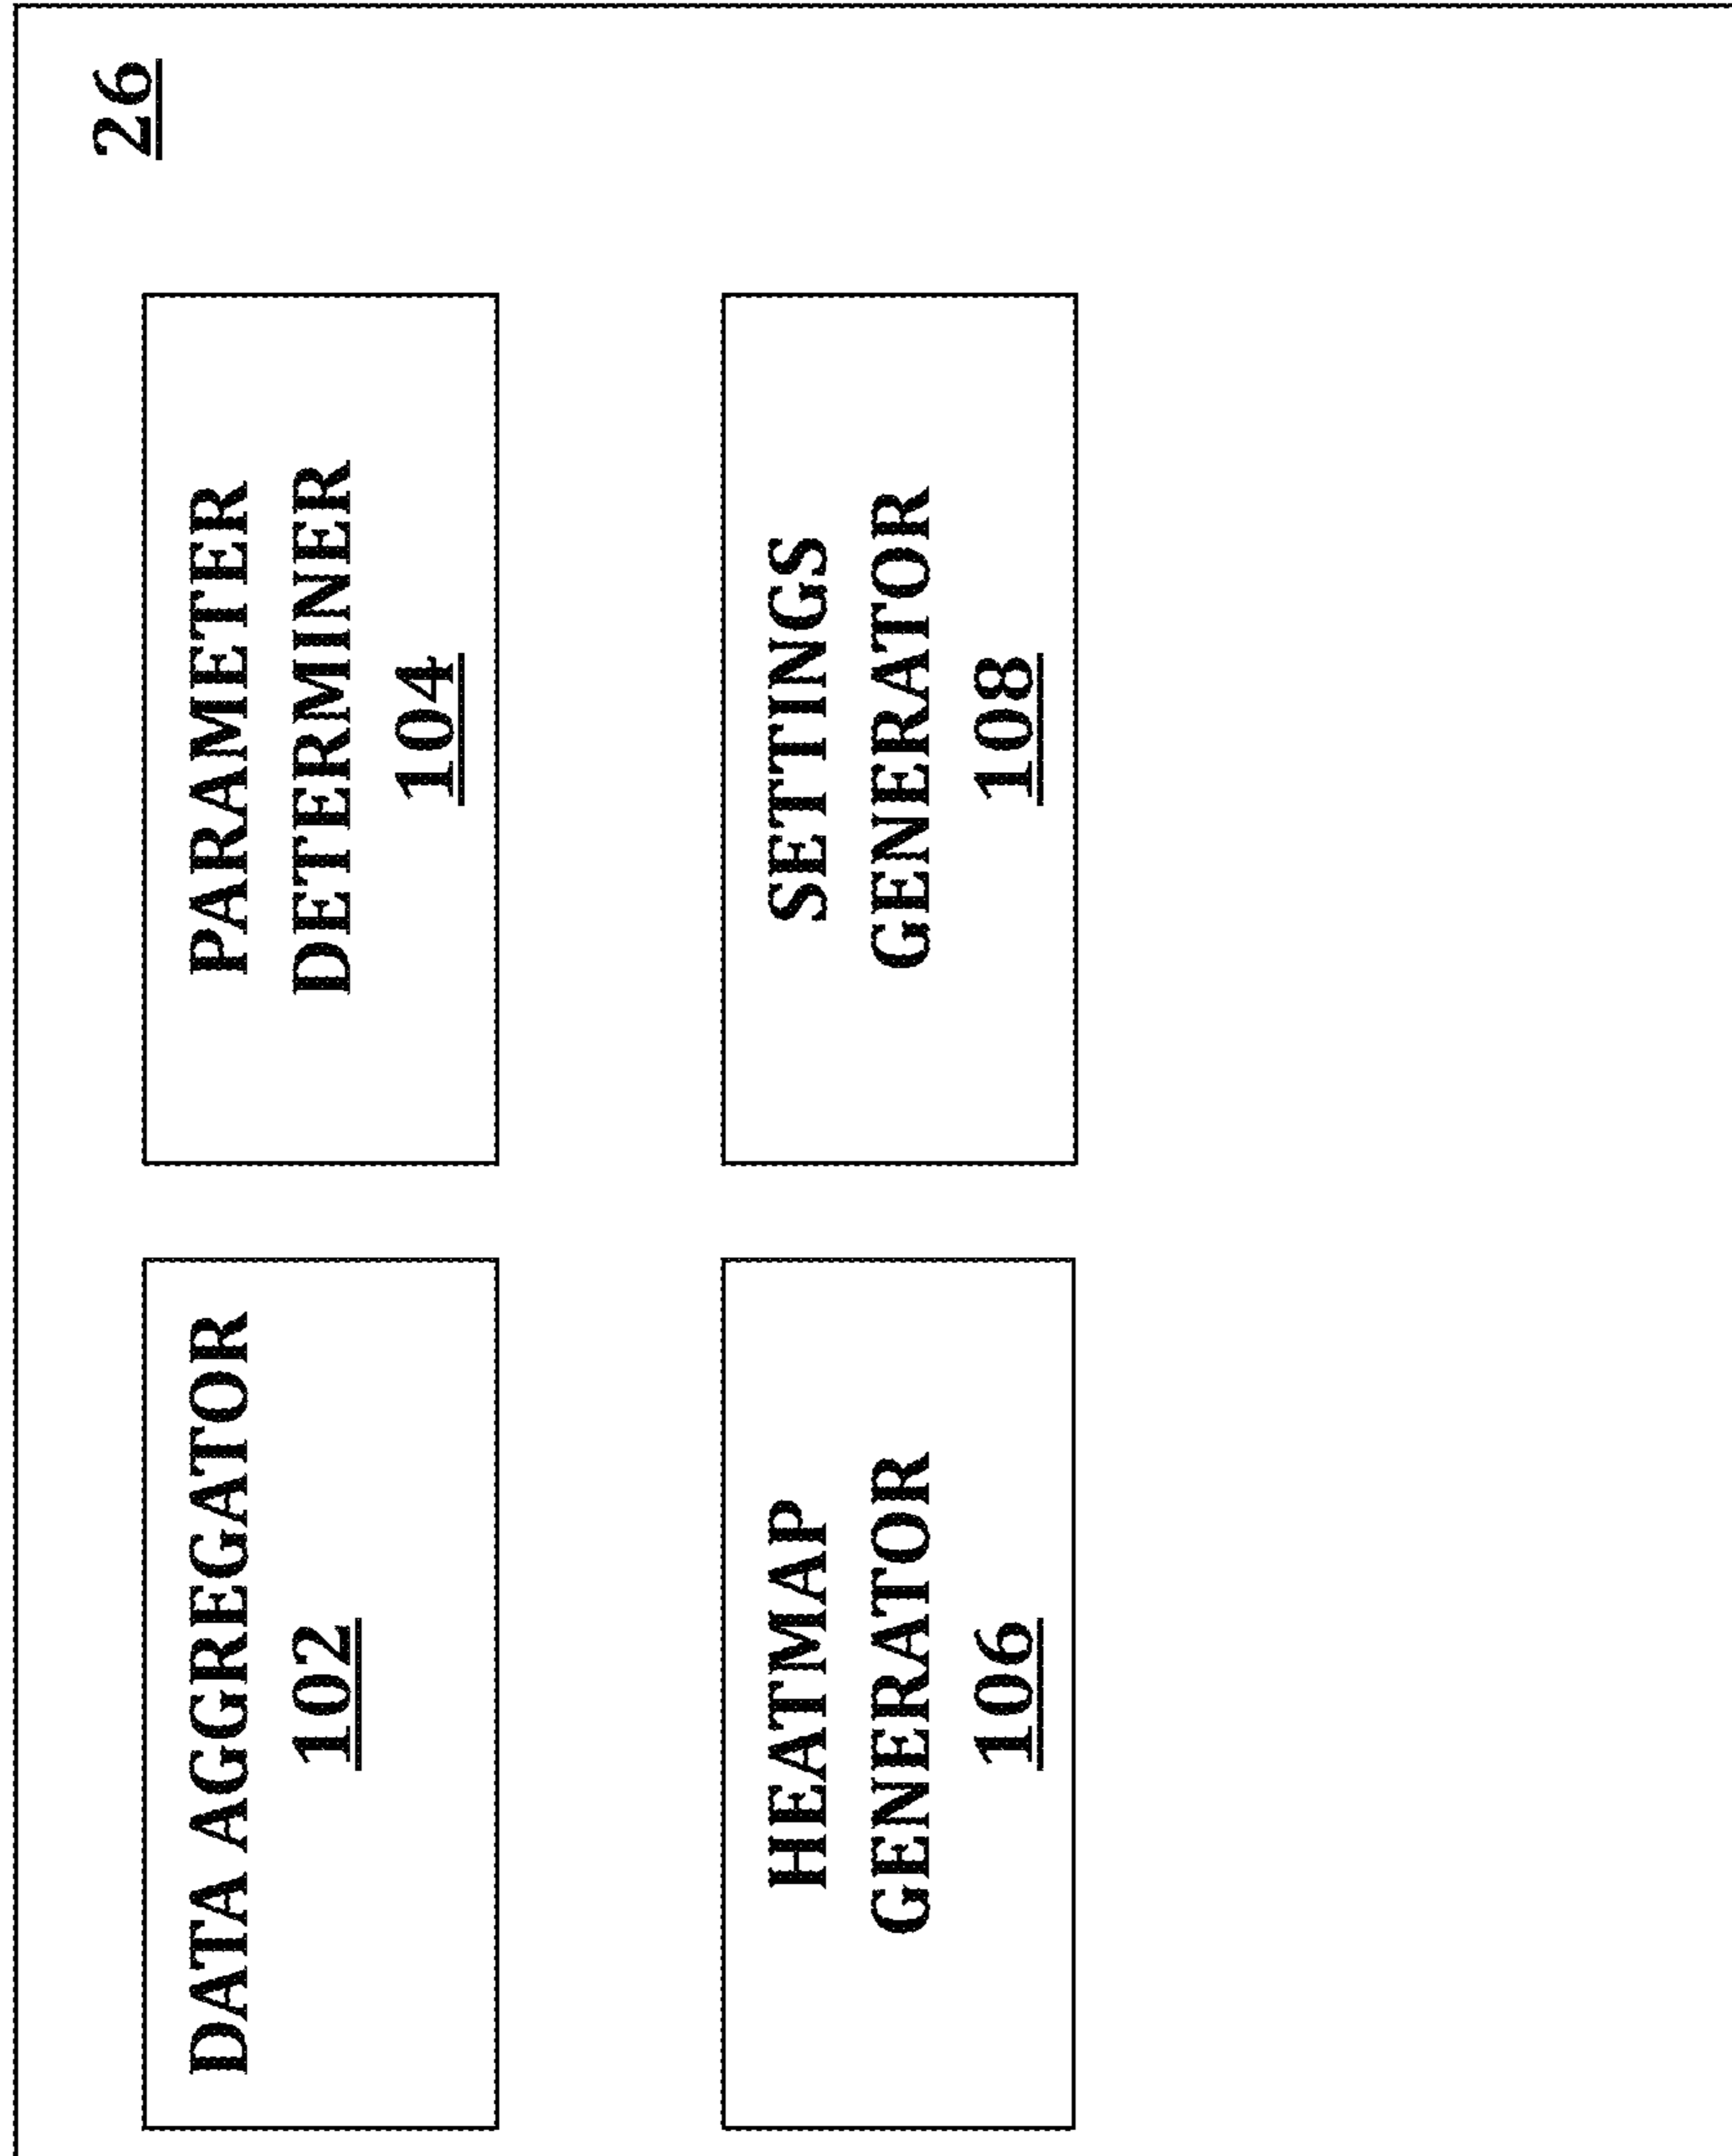 26
DATA AGGREGATOR
102
PARAMETER
DETERMINER
104
HEATMAP
GENERATOR
106
SETTINGS
GENERATOR
108